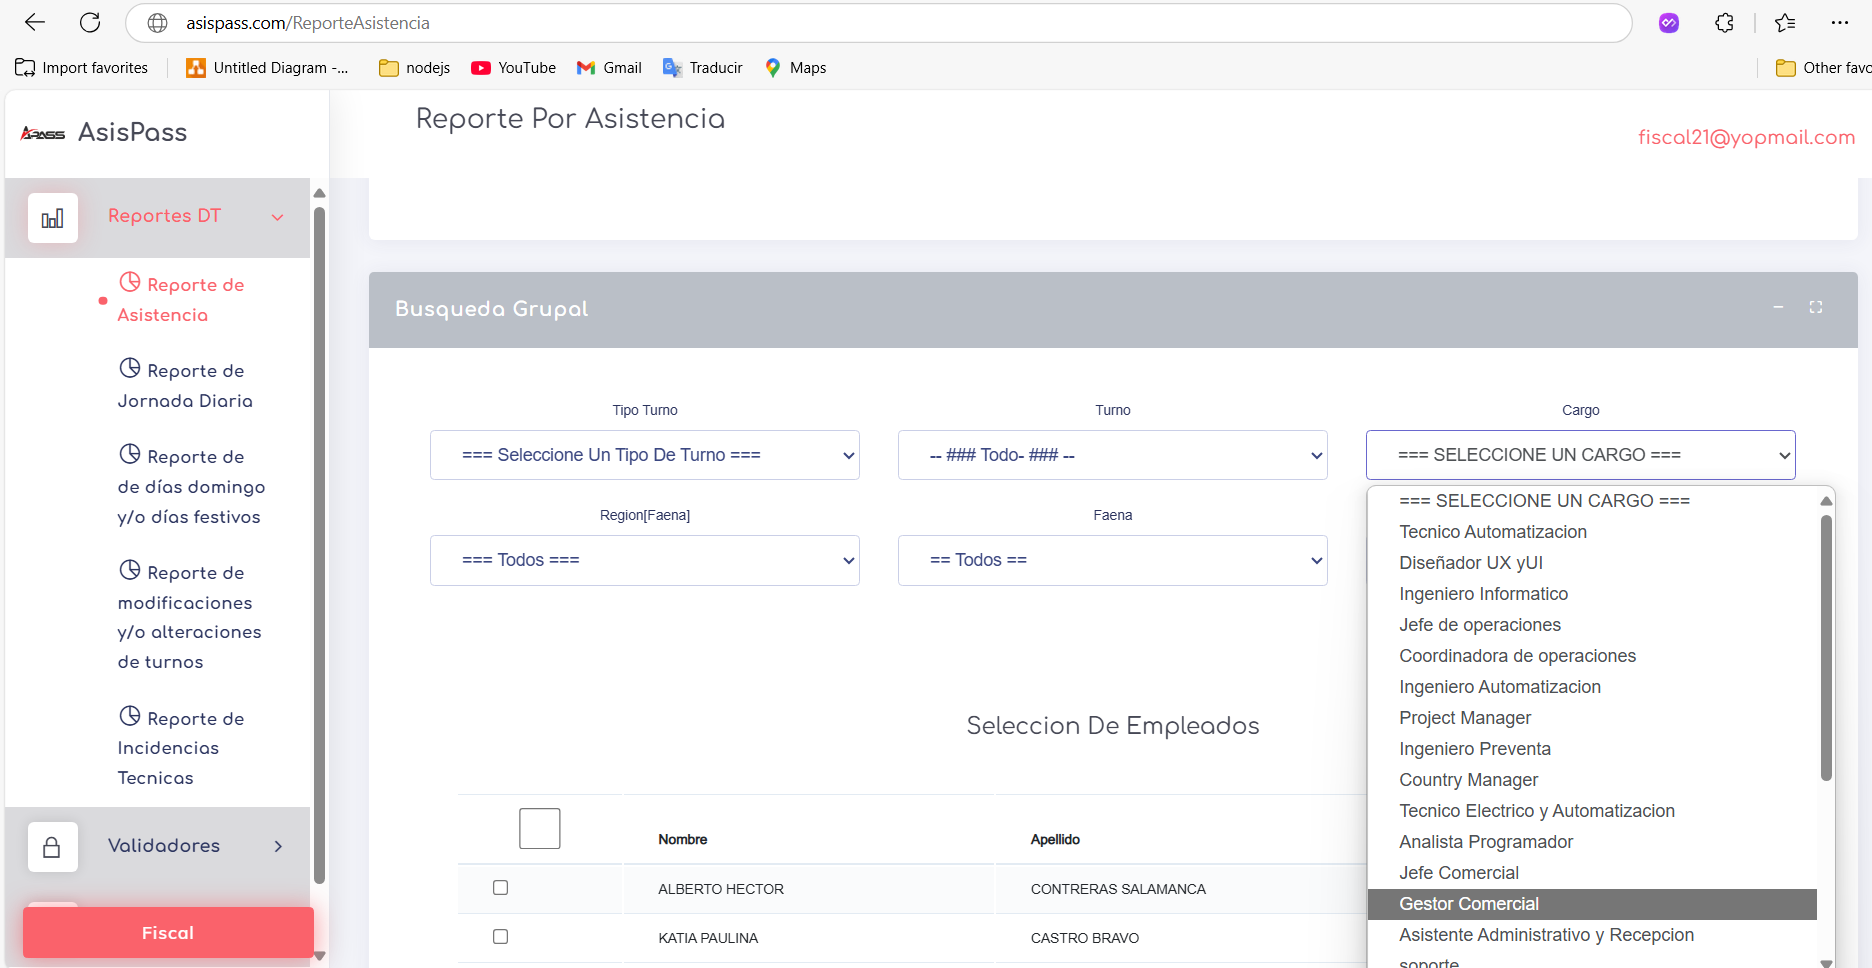 asispass.com/ReporteAsistencia
Import favorites
Untitled Diagram -...
nodejs
YouTube
Gmail
Traducir
Maps
Other favo
APASS
AsisPass
Reporte Por Asistencia
fiscal21@yopmail.com
Reportes DT
Reporte de
Asistencia
Reporte de
Jornada Diaria
Reporte de
de días domingo
y/o días festivos
Reporte de
modificaciones
y/o alteraciones
de turnos
Reporte de
Incidencias
Tecnicas
Validadores
Fiscal
Busqueda Grupal
Tipo Turno
=== Seleccione Un Tipo De Turno ===
Turno
-- ### Todo- ### --
Cargo
=== SELECCIONE UN CARGO ===
Region[Faena]
=== Todos ===
Faena
== Todos ==
=== SELECCIONE UN CARGO ===
Tecnico Automatizacion
Diseñador UX yUI
Ingeniero Informatico
Jefe de operaciones
Coordinadora de operaciones
Ingeniero Automatizacion
Project Manager
Ingeniero Preventa
Country Manager
Tecnico Electrico y Automatizacion
Analista Programador
Jefe Comercial
Gestor Comercial
Asistente Administrativo y Recepcion
soporte
Seleccion De Empleados
Nombre
Apellido
ALBERTO HECTOR
CONTRERAS SALAMANCA
KATIA PAULINA
CASTRO BRAVO